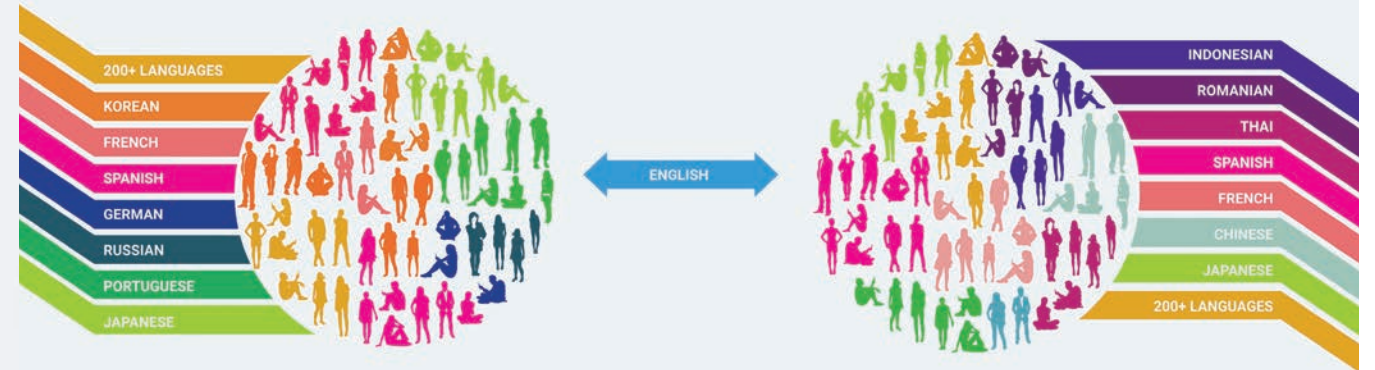 200+ LANGUAGES
KOREAN
FRENCH
SPANISH
GERMAN
RUSSIAN
PORTUGUESE
JAPANESE
ENGLISH
INDONESIAN
ROMANIAN
THAI
SPANISH
FRENCH
CHINESE
JAPANESE
200+ LANGUAGES